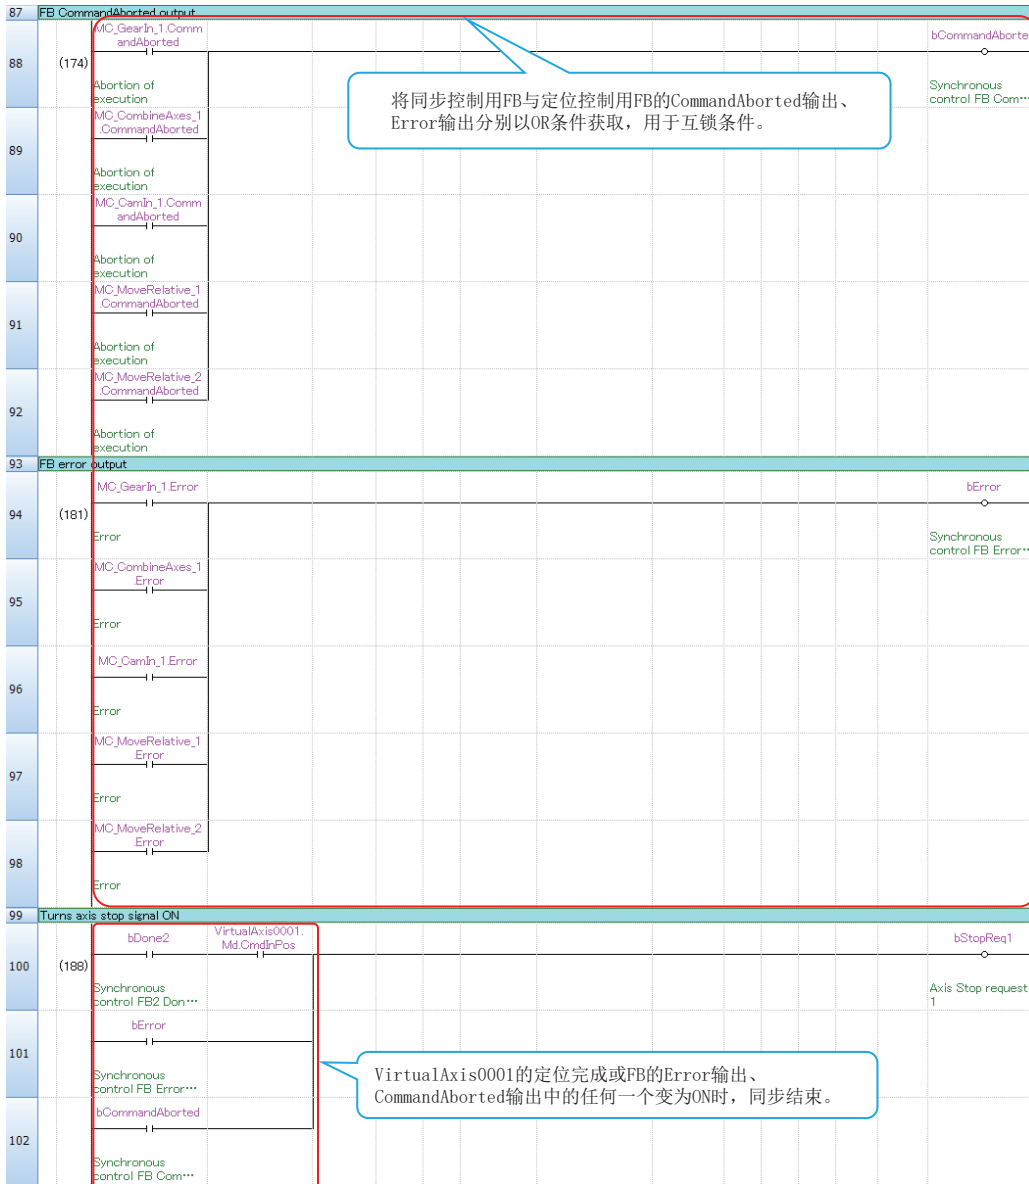 87 FB CommandAborted output
MC_GearIn_1.Comm
andAborted
bCommandAborte
88 (174)
Abortion of
execution
Synchronous
control FB Com…
将同步控制用FB与定位控制用FB的CommandAborted输出、
Error输出分别以OR条件获取，用于互锁条件。
MC_CombineAxes_1
.CommandAborted
89
Abortion of
execution
MC_CamIn_1.Comm
andAborted
90
Abortion of
execution
MC_MoveRelative_1
.CommandAborted
91
Abortion of
execution
MC_MoveRelative_2
.CommandAborted
92
Abortion of
execution
93 FB error output
MC_GearIn_1.Error
bError
94 (181)
Error
Synchronous
control FB Error…
MC_CombineAxes_1
.Error
95
Error
MC_CamIn_1.Error
96
Error
MC_MoveRelative_1
.Error
97
Error
MC_MoveRelative_2
.Error
98
Error
99 Turns axis stop signal ON
bDone2
VirtualAxis0001.
Md.CmdInPos
bStopReq1
100 (188)
Synchronous
control FB2 Don…
Axis Stop request
1
bError
101
Synchronous
control FB Error…
VirtualAxis0001的定位完成或FB的Error输出、
CommandAborted输出中的任何一个变为ON时，同步结束。
bCommandAborted
102
Synchronous
control FB Com…